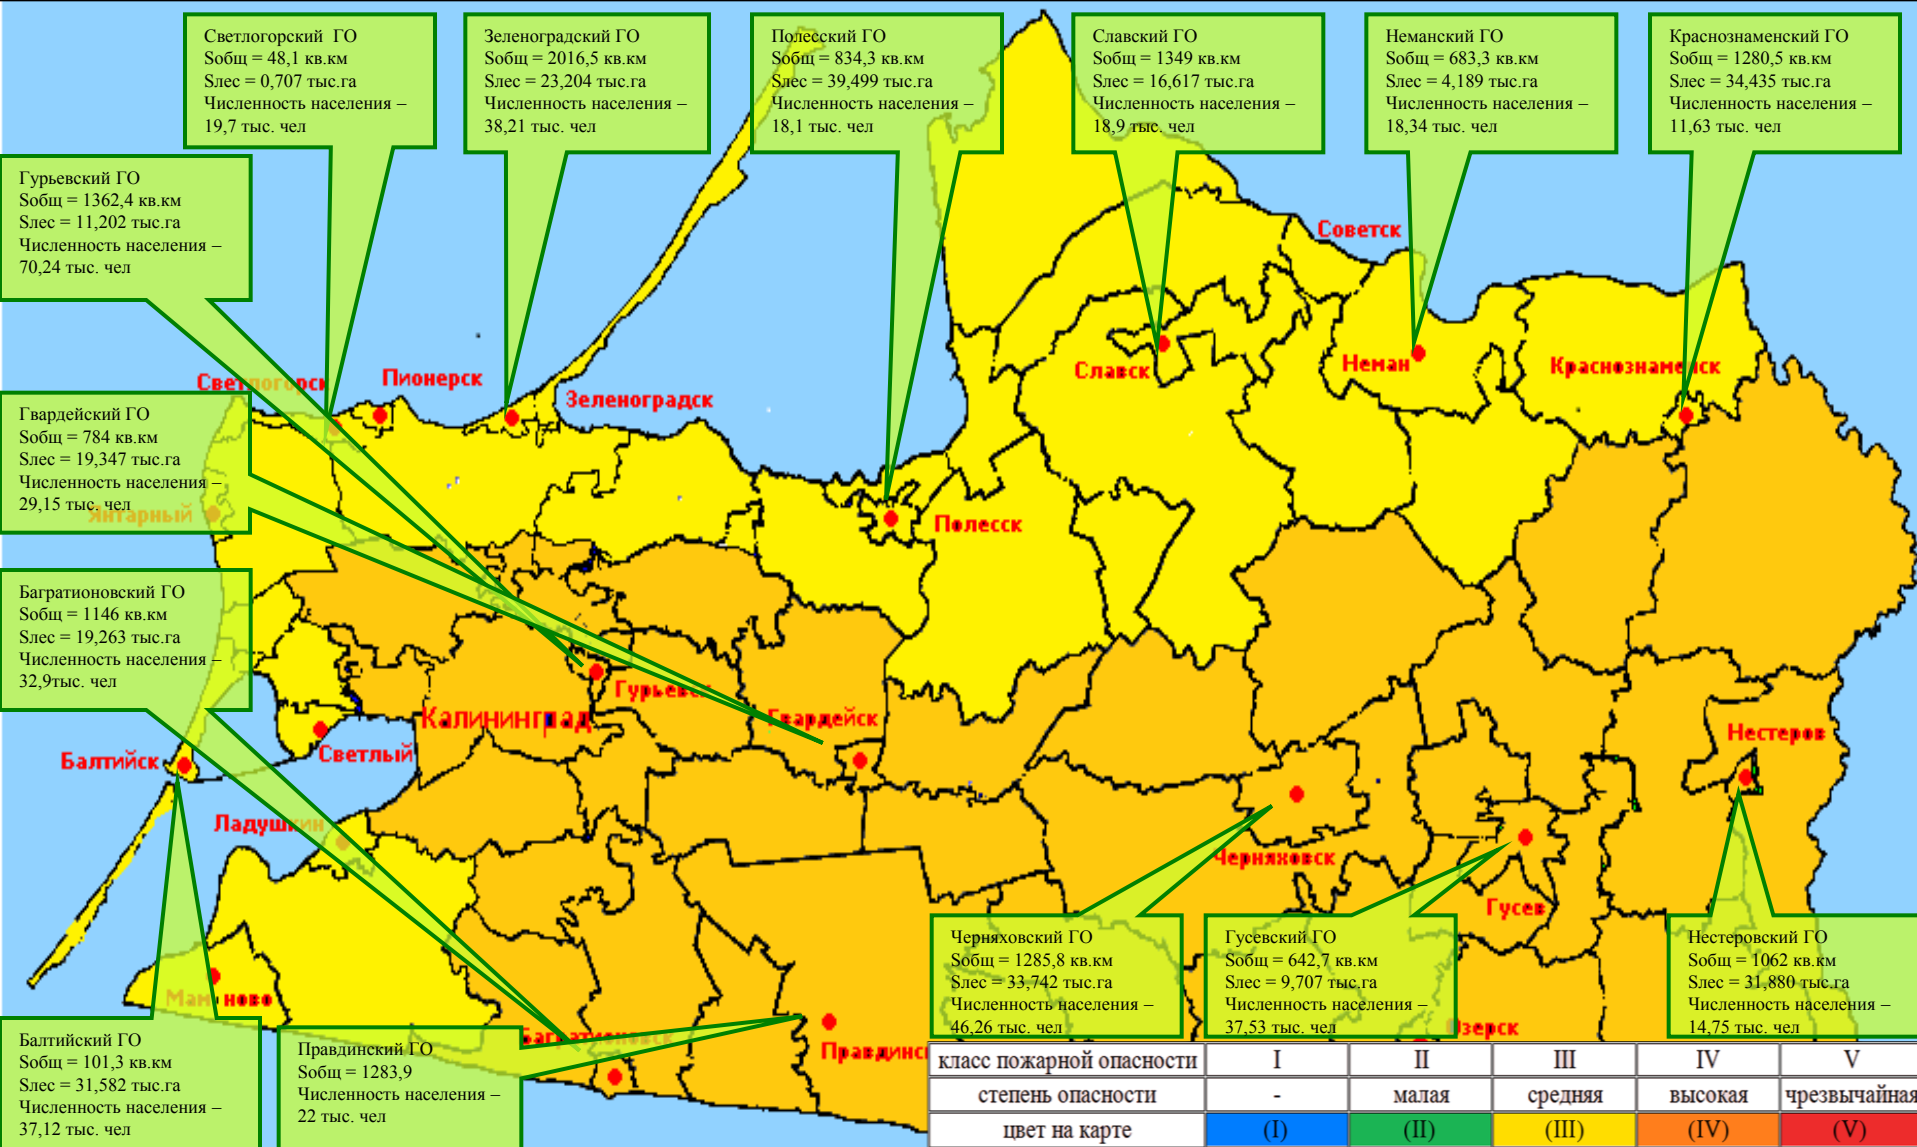 Светлогорский ГО
Sобщ = 48,1 кв.км
Sлес = 0,707 тыс.га
Численность населения –
19,7 тыс. чел
Зеленоградский ГО
Sобщ = 2016,5 кв.км
Sлес = 23,204 тыс.га
Численность населения –
38,21 тыс. чел
Полесский ГО
Sобщ = 834,3 кв.км
Sлес = 39,499 тыс.га
Численность населения –
18,1 тыс. чел
Славский ГО
Sобщ = 1349 кв.км
Sлес = 16,617 тыс.га
Численность населения –
18,9 тыс. чел
Неманский ГО
Sобщ = 683,3 кв.км
Sлес = 4,189 тыс.га
Численность населения –
18,34 тыс. чел
Краснознаменский ГО
Sобщ = 1280,5 кв.км
Sлес = 34,435 тыс.га
Численность населения –
11,63 тыс. чел
Гурьевский ГО
Sобщ = 1362,4 кв.км
Sлес = 11,202 тыс.га
Численность населения –
70,24 тыс. чел
Советск
Светлогорск
Пионерск
Зеленоградск
Славск
Неман
Краснознаменск
Гвардейский ГО
Sобщ = 784 кв.км
Sлес = 19,347 тыс.га
Численность населения –
29,15 тыс. чел
Янтарный
Полесск
Багратионовский ГО
Sобщ = 1146 кв.км
Sлес = 19,263 тыс.га
Численность населения –
32,9тыс. чел
Гурьевск
Калининград
Гвардейск
Нестеров
Балтийск
Светлый
Ладушкин
Черняховск
Гусев
Мамоново
Черняховский ГО
Sобщ = 1285,8 кв.км
Sлес = 33,742 тыс.га
Численность населения –
46,26 тыс. чел
Гусевский ГО
Sобщ = 642,7 кв.км
Sлес = 9,707 тыс.га
Численность населения –
37,53 тыс. чел
Нестеровский ГО
Sобщ = 1062 кв.км
Sлес = 31,880 тыс.га
Численность населения –
14,75 тыс. чел
Озерск
Багратионовск
Правдинск
Балтийский ГО
Sобщ = 101,3 кв.км
Sлес = 31,582 тыс.га
Численность населения –
37,12 тыс. чел
Правдинский ГО
Sобщ = 1283,9
Численность населения –
22 тыс. чел
класс пожарной опасности I II III IV V
степень опасности - малая средняя высокая чрезвычайная
цвет на карте (I) (II) (III) (IV) (V)